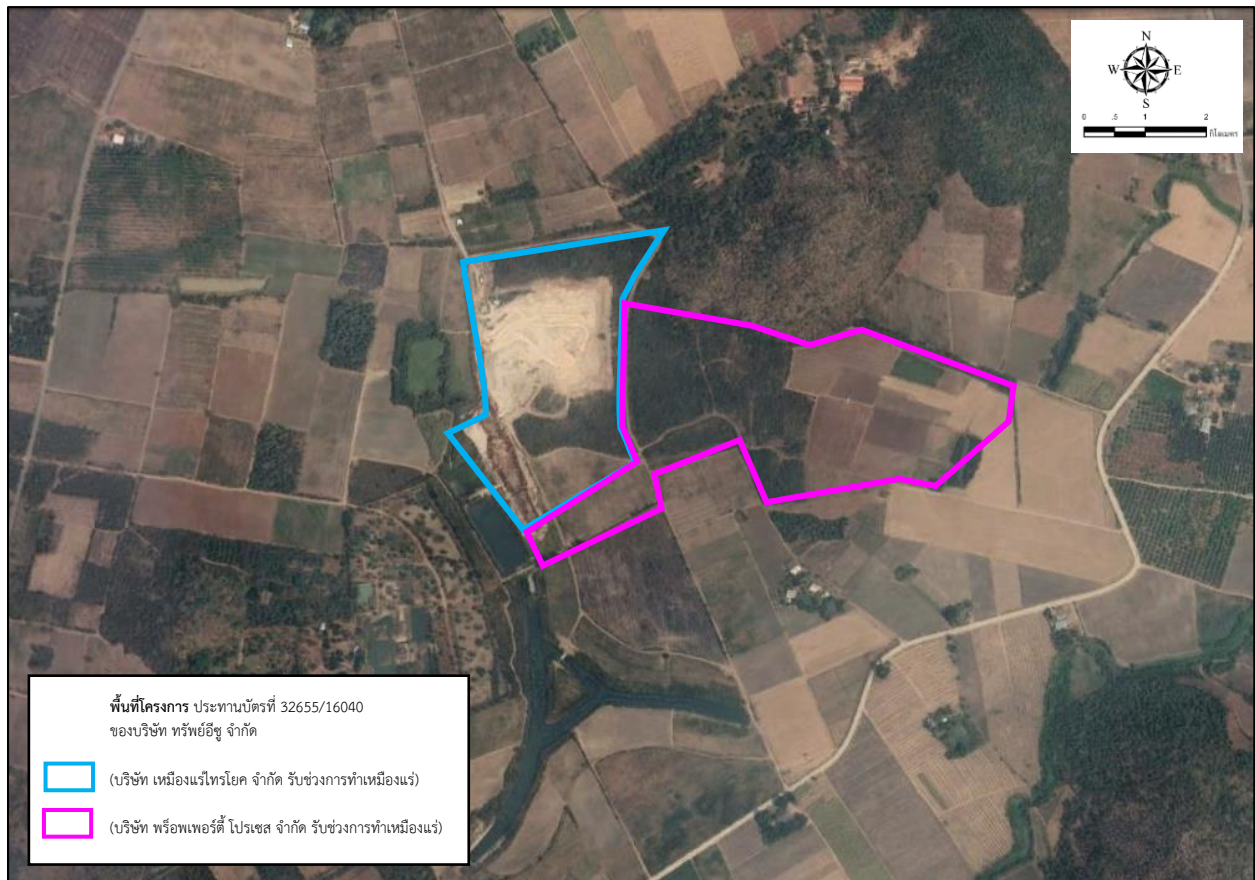 N
W E
S
0 .5 1 2
กิโลเมตร
พื้นที่โครงการ ประทานบัตรที่ 32655/16040
ของบริษัท ทรัพย์อีซู จำกัด
(บริษัท เหมืองแร่ไทรโยค จำกัด รับช่วงการทำเหมืองแร่)
(บริษัท พร็อพเพอร์ตี้ โปรเซส จำกัด รับช่วงการทำเหมืองแร่)